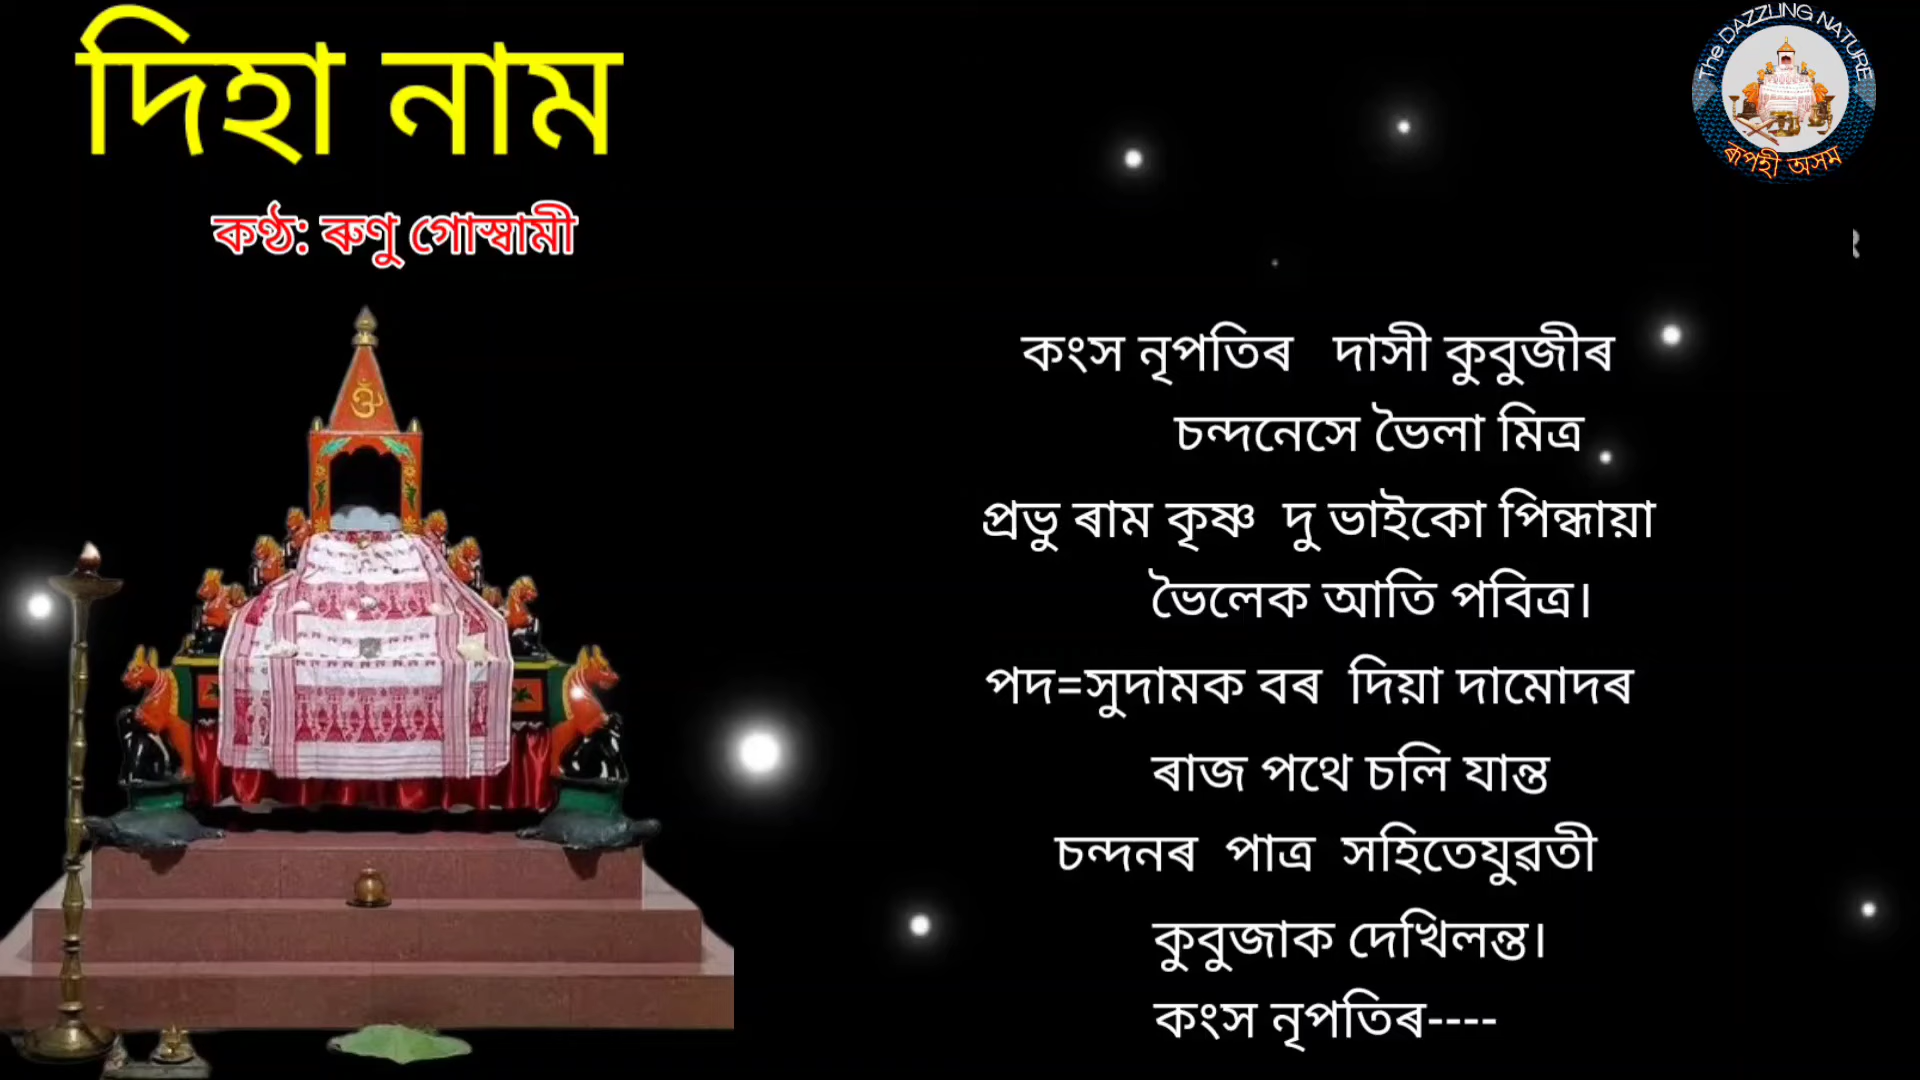 দিহা নাম
কণ্ঠ: ৰুণু গোস্বামী
The DAZZLING NATURE
ৰূপহী অসম
কংস নৃপতিৰ দাসী কুবুজীৰ
চন্দনেসে ভৈলা মিত্ৰ
প্ৰভু ৰাম কৃষ্ণ দু ভাইকো পিন্ধায়া
ভৈলেক আতি পবিত্ৰ।
পদ=সুদামক বৰ দিয়া দামোদৰ
ৰাজ পথে চলি যান্ত
চন্দনৰ পাত্ৰ সহিতেযুৱতী
কুবুজাক দেখিলন্ত।
কংস নৃপতিৰ----
ॐ